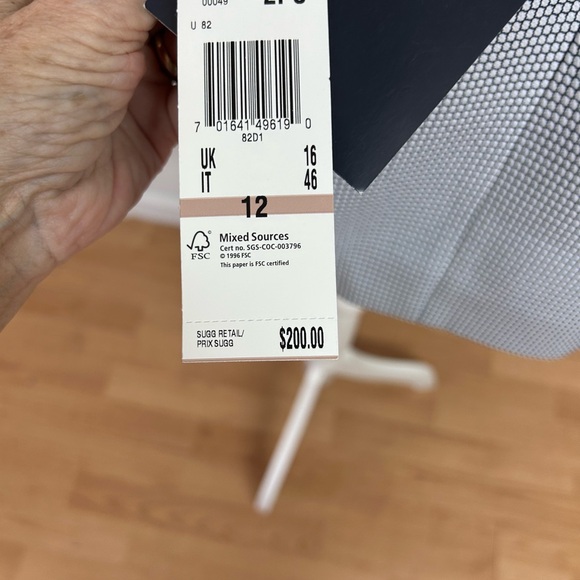 00049
U 82
7 01641 49619 0
82D1
UK 16
IT 46
12
FSC
Mixed Sources
Cert no. SGS-COC-003796
© 1996 FSC
This paper is FSC certified
SUGG RETAIL/
PRIX SUGG
$200.00